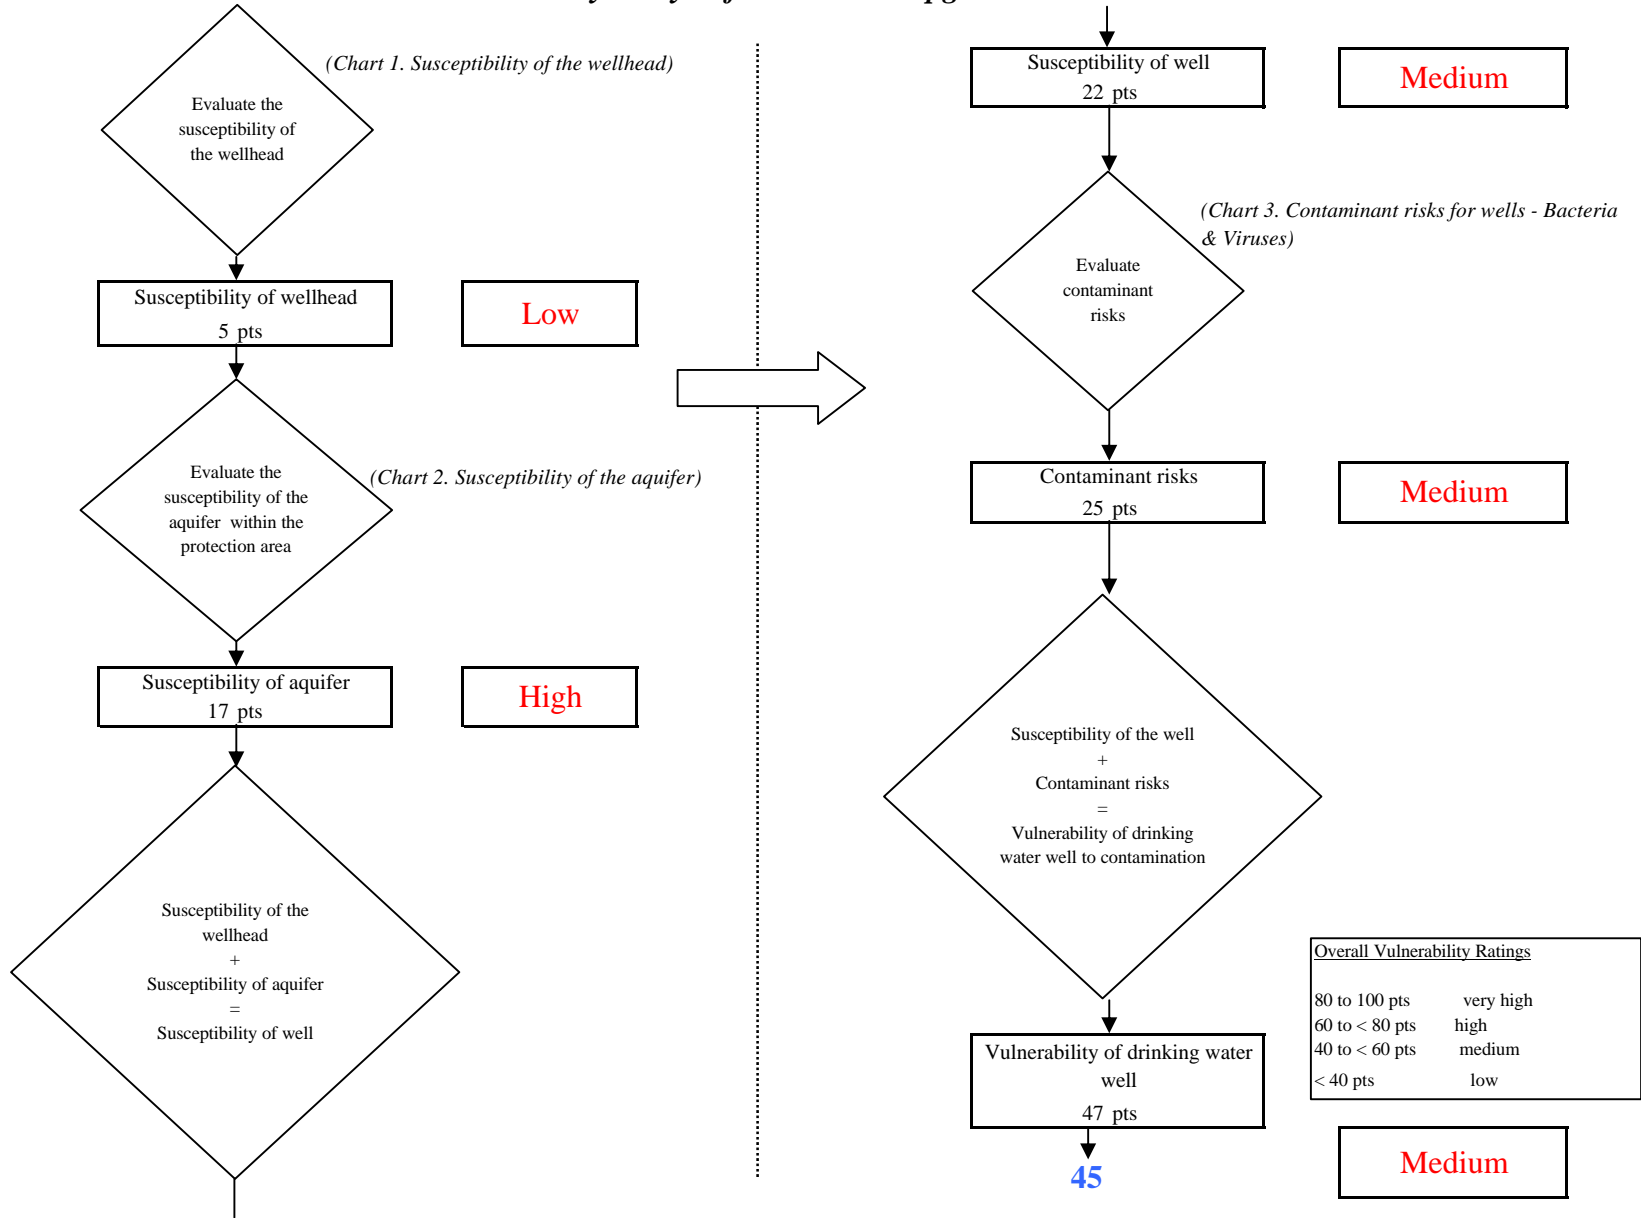 (Chart 1. Susceptibility of the wellhead)
Evaluate the
susceptibility of
the wellhead
Susceptibility of wellhead
5 pts
Low
Evaluate the
susceptibility of the
aquifer within the
protection area
(Chart 2. Susceptibility of the aquifer)
Susceptibility of aquifer
17 pts
High
Susceptibility of the
wellhead
+
Susceptibility of aquifer
=
Susceptibility of well
Susceptibility of well
22 pts
Medium
(Chart 3. Contaminant risks for wells - Bacteria
& Viruses)
Evaluate
contaminant
risks
Contaminant risks
25 pts
Medium
Susceptibility of the well
+
Contaminant risks
=
Vulnerability of drinking
water well to contamination
Overall Vulnerability Ratings
80 to 100 pts very high
60 to < 80 pts high
40 to < 60 pts medium
< 40 pts low
Vulnerability of drinking water
well
47 pts
45
Medium